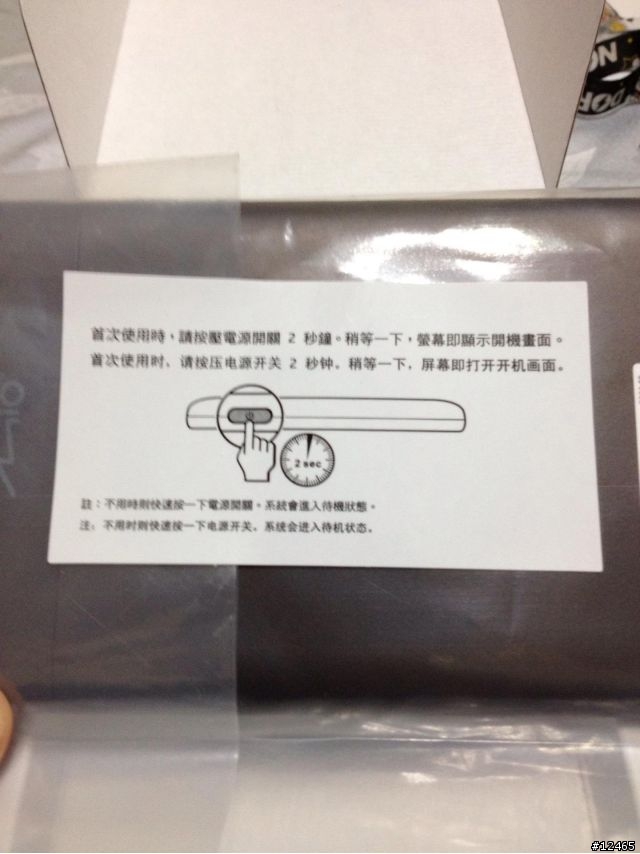 首次使用時，請按壓電源開關 2 秒鐘。稍等一下，螢幕即顯示開機畫面。
首次使用时、请按压电源开关 2 秒钟。稍等一下，屏幕即打开开机画面。
2 sec
註：不用時則快速按一下電源開關。系統會進入待機狀態。
注：不用时则快速按一下电源开关。系统会进入待机状态。
#12465